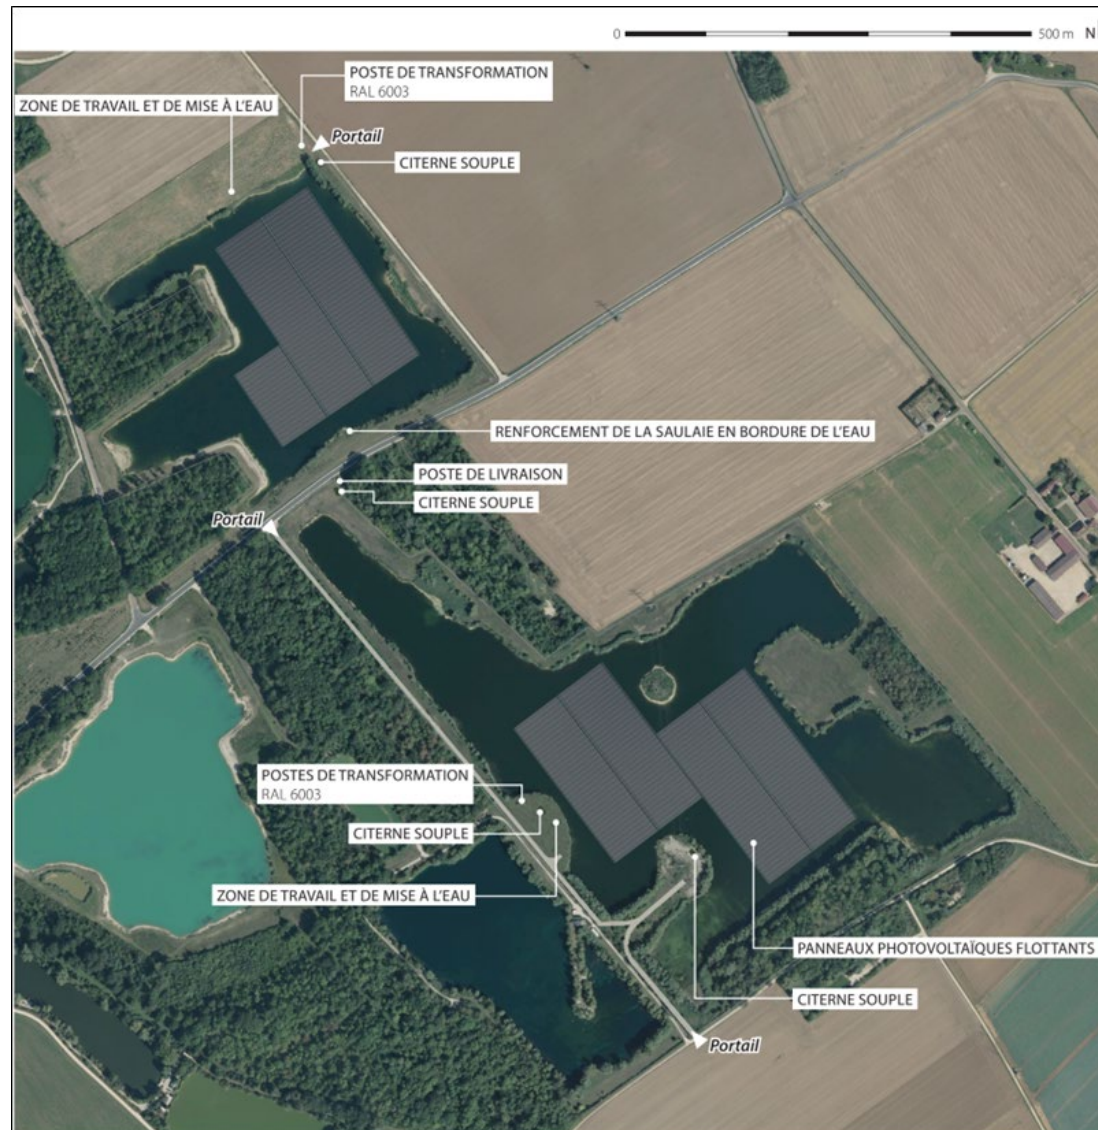 0 500 m N
POSTE DE TRANSFORMATION
RAL 6003
ZONE DE TRAVAIL ET DE MISE À L'EAU
Portail
CITERNE SOUPLE
RENFORCEMENT DE LA SAULAIE EN BORDURE DE L'EAU
POSTE DE LIVRAISON
CITERNE SOUPLE
Portail
POSTES DE TRANSFORMATION
RAL 6003
CITERNE SOUPLE
ZONE DE TRAVAIL ET DE MISE À L'EAU
PANNEAUX PHOTOVOLTAÏQUES FLOTTANTS
CITERNE SOUPLE
Portail